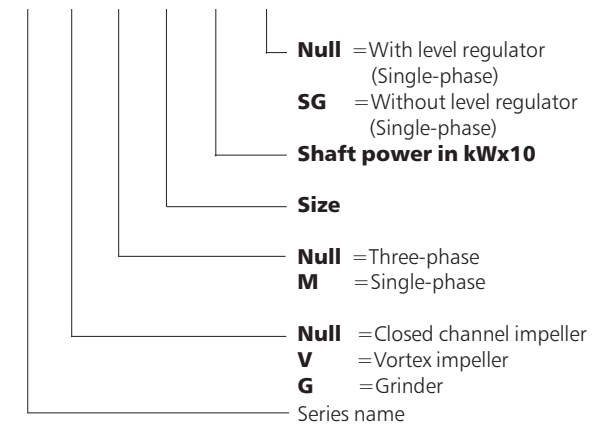 Null =With level regulator
(Single-phase)
SG =Without level regulator
(Single-phase)
Shaft power in kWx10
Size
Null =Three-phase
M =Single-phase
Null =Closed channel impeller
V =Vortex impeller
G =Grinder
Series name